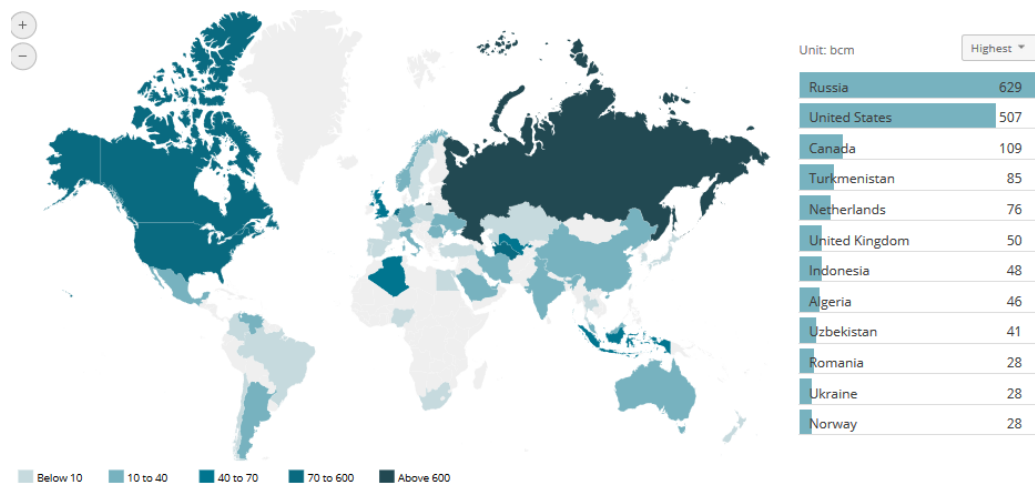 +
−
Unit: bcm
Highest
Russia 629
United States 507
Canada 109
Turkmenistan 85
Netherlands 76
United Kingdom 50
Indonesia 48
Algeria 46
Uzbekistan 41
Romania 28
Ukraine 28
Norway 28
Below 10 10 to 40 40 to 70 70 to 600 Above 600